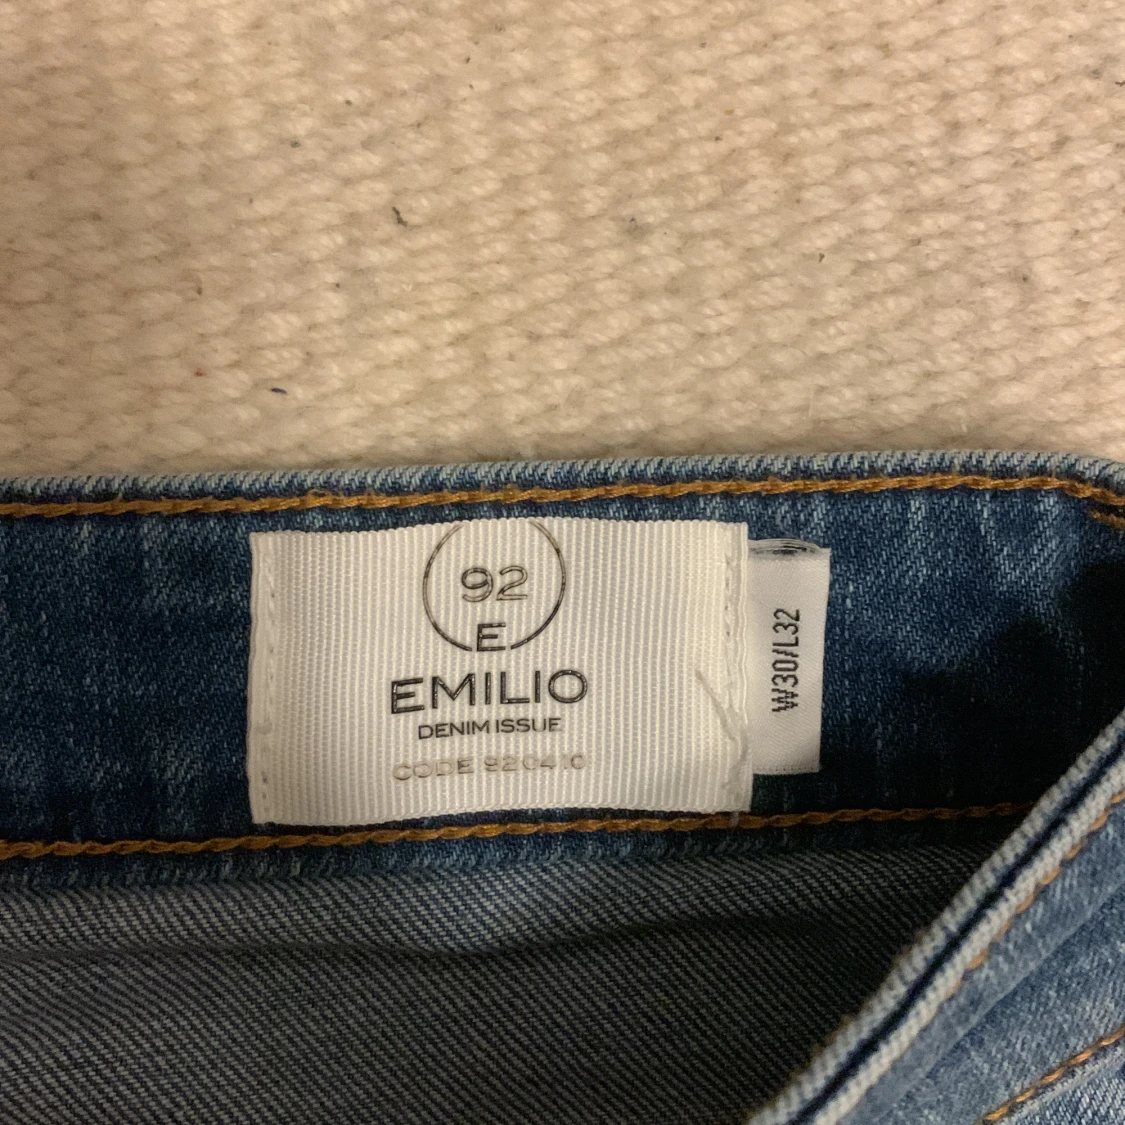 92
E
EMILIO
DENIM ISSUE
CODE
W30/L32